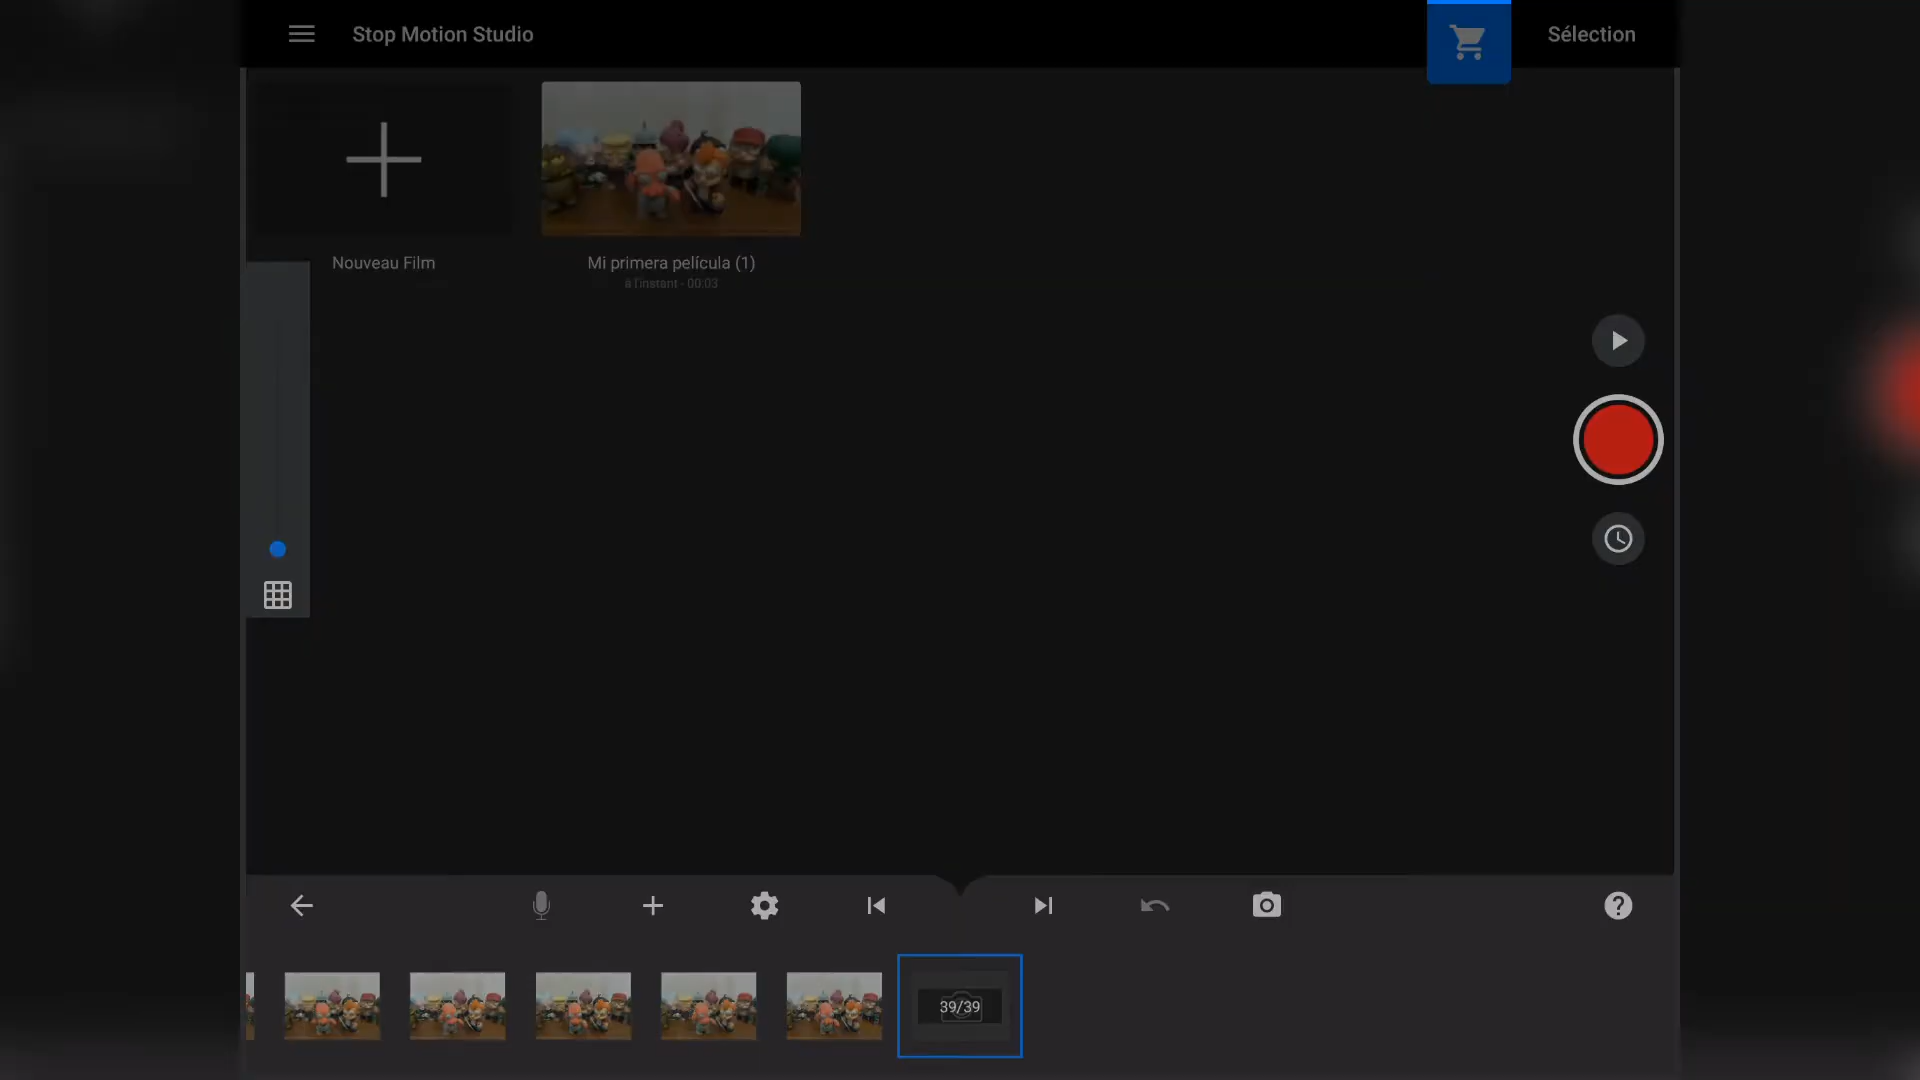 Stop Motion Studio
Sélection
Nouveau Film
Mi primera película (1)
à l'instant - 00:03
39/39